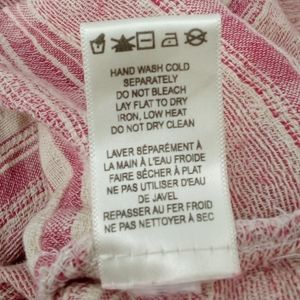 HAND WASH COLD
SEPARATELY
DO NOT BLEACH
LAY FLAT TO DRY
IRON, LOW HEAT
DO NOT DRY CLEAN
LAVER SÉPARÉMENT À
LA MAIN À L'EAU FROIDE
FAIRE SÉCHER À PLAT
NE PAS UTILISER D'EAU
DE JAVEL
REPASSER AU FER FROID
NE PAS NETTOYER À SEC